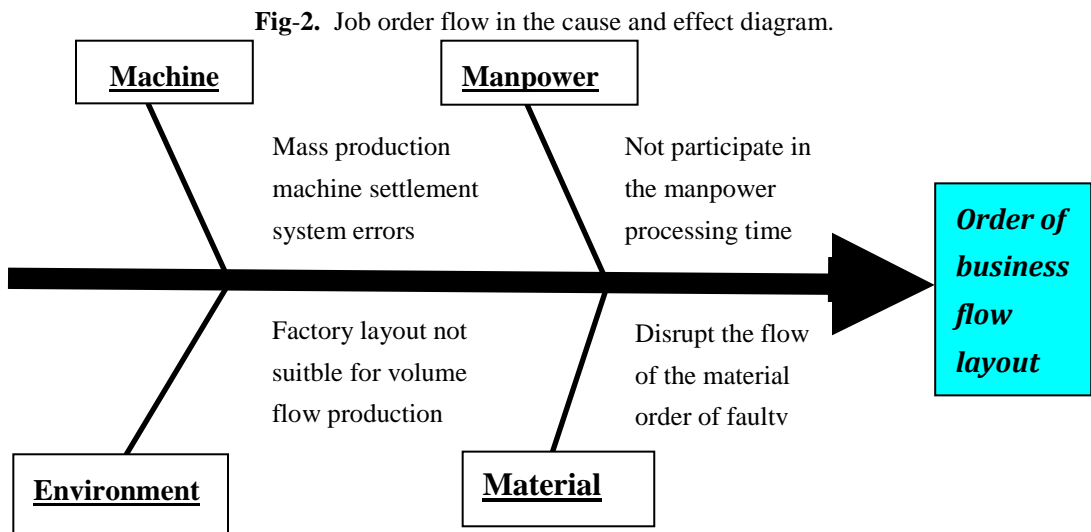 Fig-2. Job order flow in the cause and effect diagram.
Machine
Manpower
Mass production
machine settlement
system errors
Not participate in
the manpower
processing time
Order of
business
flow
layout
Factory layout not
suitble for volume
flow production
Disrupt the flow
of the material
order of faulty
Environment
Material